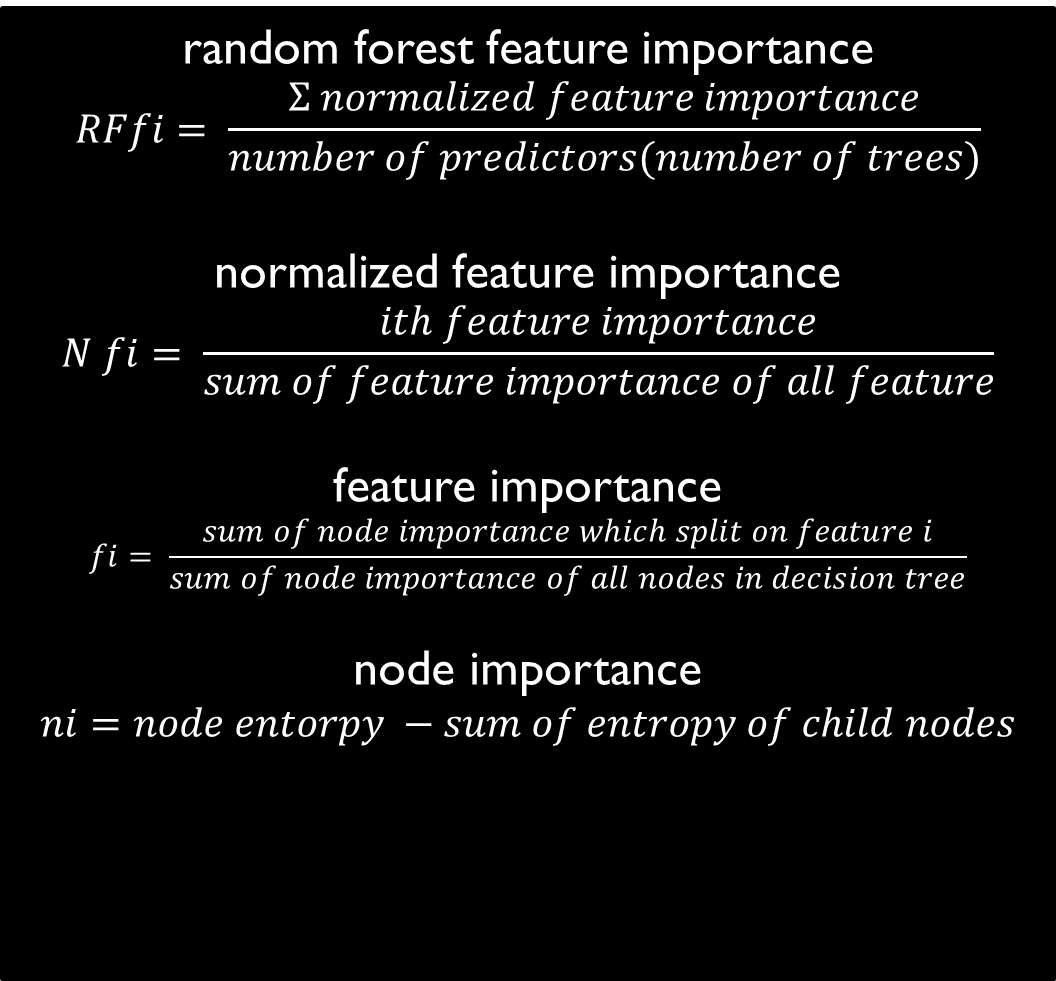 random forest feature importance
RFfi = Σ normalized feature importance / number of predictors(number of trees)
normalized feature importance
N fi = ith feature importance / sum of feature importance of all feature
feature importance
fi = sum of node importance which split on feature i / sum of node importance of all nodes in decision tree
node importance
ni = node entorpy − sum of entropy of child nodes